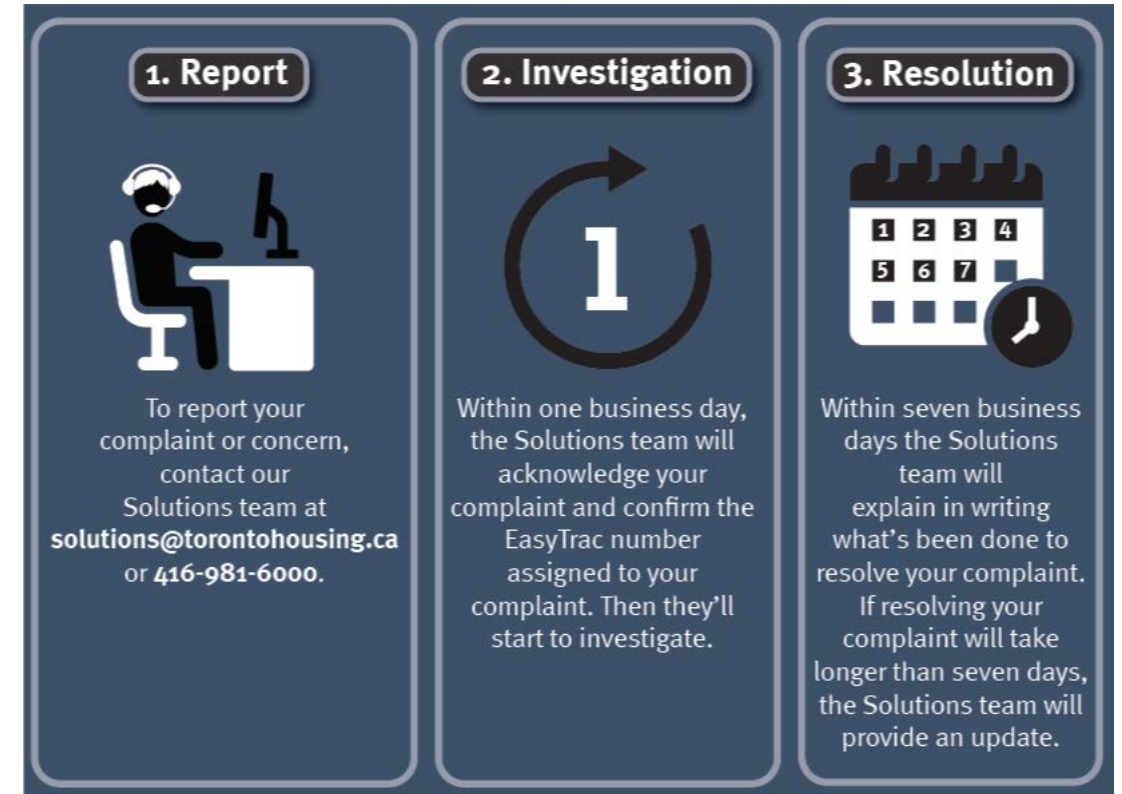 1. Report
To report your
complaint or concern,
contact our
Solutions team at
solutions@torontohousing.ca
or 416-981-6000.
2. Investigation
1
Within one business day,
the Solutions team will
acknowledge your
complaint and confirm the
EasyTrac number
assigned to your
complaint. Then they'll
start to investigate.
3. Resolution
1 2 3 4
5 6 7
Within seven business
days the Solutions
team will
explain in writing
what's been done to
resolve your complaint.
If resolving your
complaint will take
longer than seven days,
the Solutions team will
provide an update.